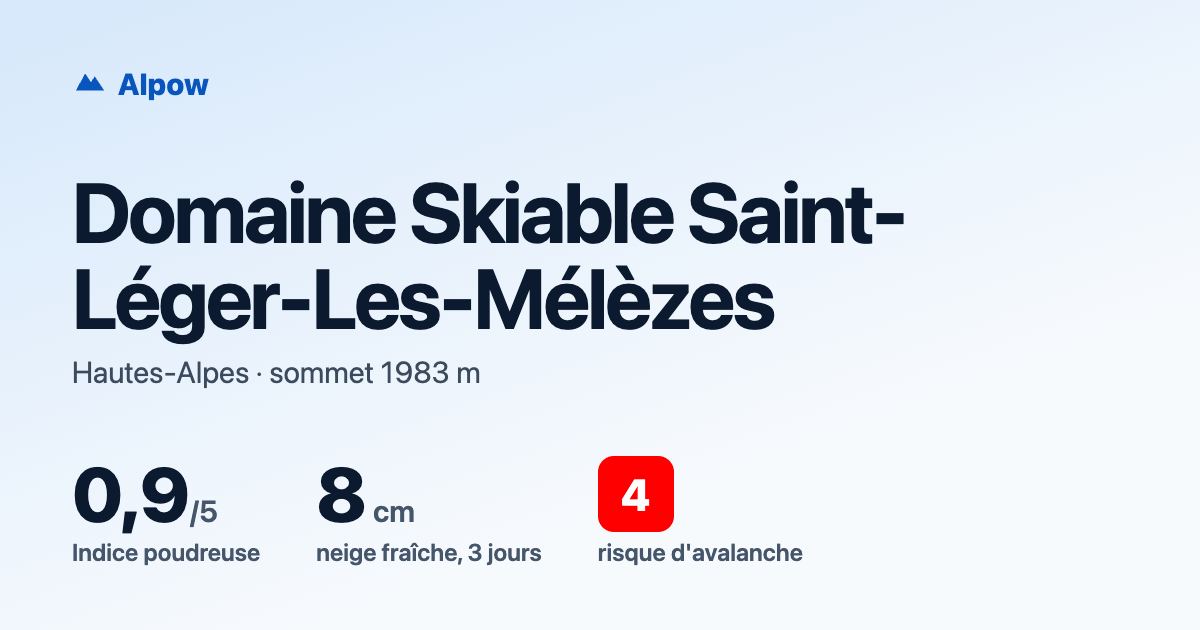 Alpow
Domaine Skiable Saint-
Léger-Les-Mélèzes
Hautes-Alpes · sommet 1983 m
0,9/5
Indice poudreuse
8 cm
neige fraîche, 3 jours
4
risque d'avalanche